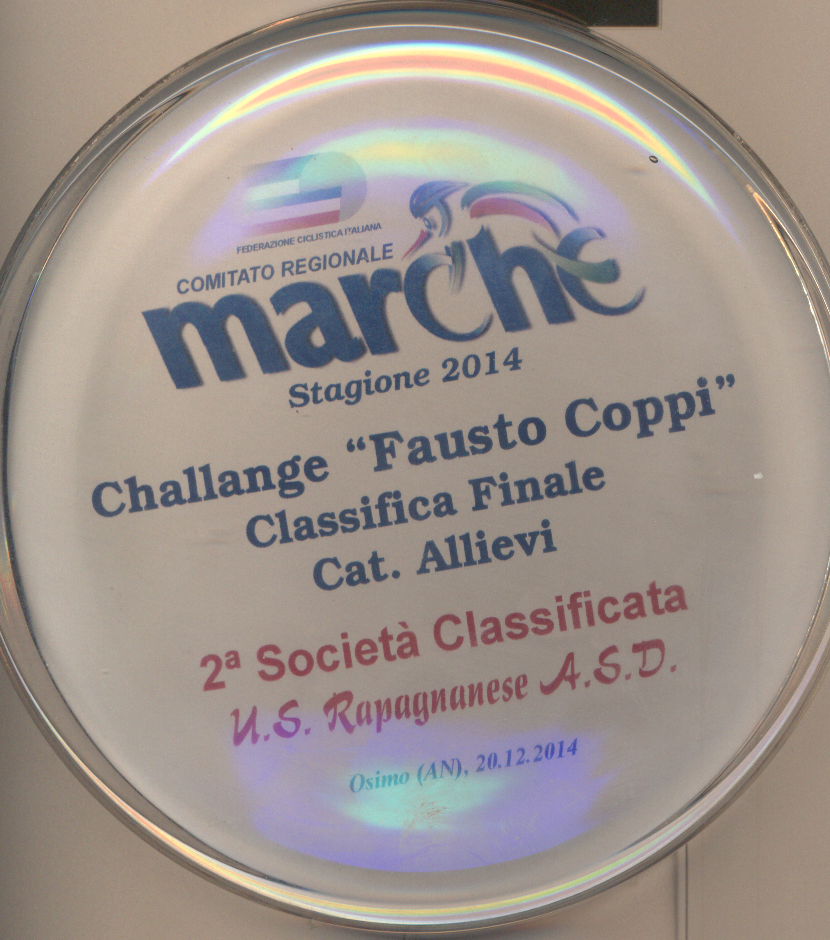 FEDERAZIONE CICLISTICA ITALIANA
COMITATO REGIONALE
marche
Stagione 2014
Challange “Fausto Coppi”
Classifica Finale
Cat. Allievi
2ª Società Classificata
U.S. Rapagnanese A.S.D.
Osimo (AN), 20.12.2014